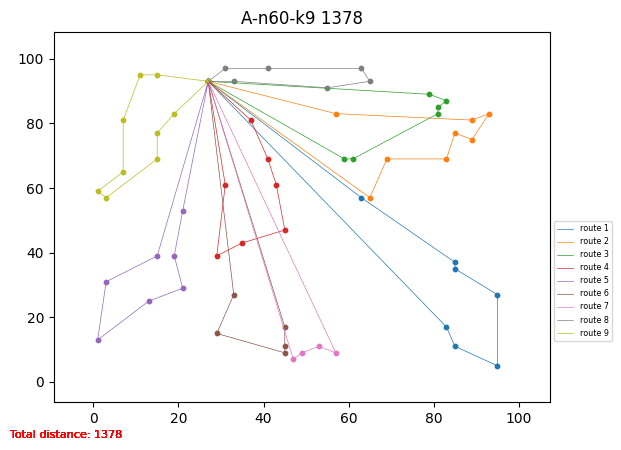 A-n60-k9 1378
100
80
60
40
20
0
0 20 40 60 80 100
route 1
route 2
route 3
route 4
route 5
route 6
route 7
route 8
route 9
Total distance: 1378